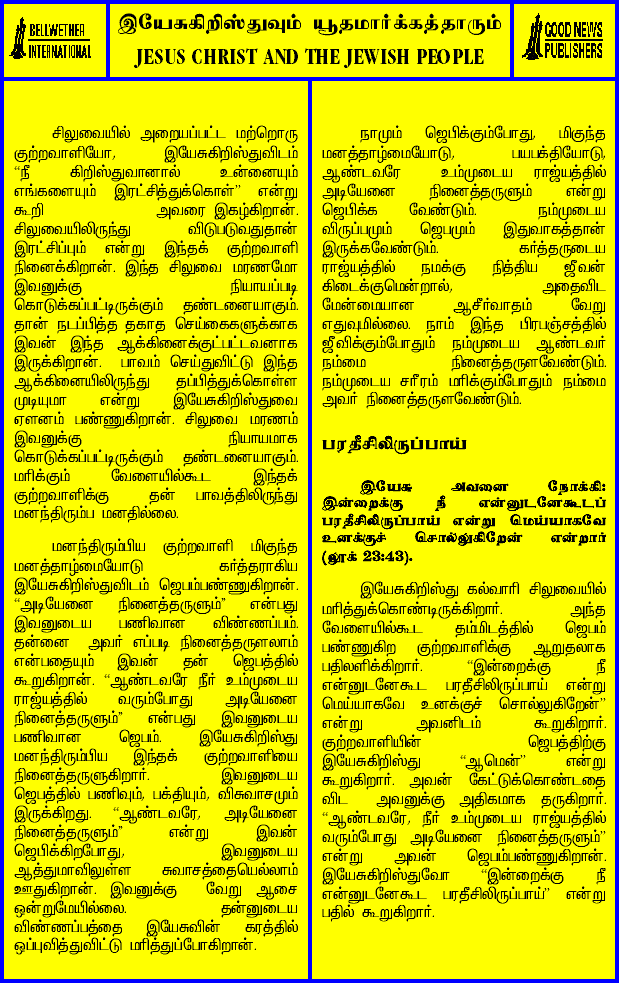 BELLWETHER
INTERNATIONAL
இயேசுகிறிஸ்துவும் யூதமார்க்கத்தாரும்
JESUS CHRIST AND THE JEWISH PEOPLE
GOOD NEWS
PUBLISHERS
சிலுவையில் அறையப்பட்ட மற்றொரு
குற்றவாளியோ, இயேசுகிறிஸ்துவிடம்
“நீ கிறிஸ்துவானால் உன்னையும்
எங்களையும் இரட்சித்துக்கொள்” என்று
கூறி அவரை இகழ்கிறான்.
சிலுவையிலிருந்து விடுபடுவதுதான்
இரட்சிப்பும் என்று இந்தக் குற்றவாளி
நினைக்கிறான். இந்த சிலுவை மரணமோ
இவனுக்கு நியாயப்படி
கொடுக்கப்பட்டிருக்கும் தண்டனையாகும்.
தான் நடப்பித்த தகாத செய்கைகளுக்காக
இவன் இந்த ஆக்கினைக்குட்பட்டவனாக
இருக்கிறான். பாவம் செய்துவிட்டு இந்த
ஆக்கினையிலிருந்து தப்பித்துக்கொள்ள
முடியுமா என்று இயேசுகிறிஸ்துவை
ஏளனம் பண்ணுகிறான். சிலுவை மரணம்
இவனுக்கு நியாயமாக
கொடுக்கப்பட்டிருக்கும் தண்டனையாகும்.
மரிக்கும் வேளையில்கூட இந்தக்
குற்றவாளிக்கு தன் பாவத்திலிருந்து
மனந்திரும்ப மனதில்லை.
மனந்திரும்பிய குற்றவாளி மிகுந்த
மனத்தாழ்மையோடு கர்த்தராகிய
இயேசுகிறிஸ்துவிடம் ஜெபம்பண்ணுகிறான்.
“அடியேனை நினைத்தருளும்” என்பது
இவனுடைய பணிவான விண்ணப்பம்.
தன்னை அவர் எப்படி நினைத்தருளலாம்
என்பதையும் இவன் தன் ஜெபத்தில்
கூறுகிறான். “ஆண்டவரே நீர் உம்முடைய
ராஜ்யத்தில் வரும்போது அடியேனை
நினைத்தருளும்” என்பது இவனுடைய
பணிவான ஜெபம். இயேசுகிறிஸ்து
மனந்திரும்பிய இந்தக் குற்றவாளியை
நினைத்தருளுகிறார். இவனுடைய
ஜெபத்தில் பணிவும், பக்தியும், விசுவாசமும்
இருக்கிறது. “ஆண்டவரே, அடியேனை
நினைத்தருளும்” என்று இவன்
ஜெபிக்கிறபோது, இவனுடைய
ஆத்துமாவிலுள்ள சுவாசத்தையெல்லாம்
ஊதுகிறான். இவனுக்கு வேறு ஆசை
ஒன்றுமேயில்லை. தன்னுடைய
விண்ணப்பத்தை இயேசுவின் கரத்தில்
ஒப்புவித்துவிட்டு மரித்துப்போகிறான்.
நாமும் ஜெபிக்கும்போது, மிகுந்த
மனத்தாழ்மையோடு, பயபக்தியோடு,
ஆண்டவரே உம்முடைய ராஜ்யத்தில்
அடியேனை நினைத்தருளும் என்று
ஜெபிக்க வேண்டும். நம்முடைய
விருப்பமும் ஜெபமும் இதுவாகத்தான்
இருக்கவேண்டும். கர்த்தருடைய
ராஜ்யத்தில் நமக்கு நித்திய ஜீவன்
கிடைக்குமென்றால், அதைவிட
மேன்மையான ஆசீர்வாதம் வேறு
எதுவுமில்லை. நாம் இந்த பிரபஞ்சத்தில்
ஜீவிக்கும்போதும் நம்முடைய ஆண்டவர்
நம்மை நினைத்தருளவேண்டும்.
நம்முடைய சரீரம் மரிக்கும்போதும் நம்மை
அவர் நினைத்தருளவேண்டும்.
பரதீசிலிருப்பாய்
இயேசு அவனை நோக்கி:
இன்றைக்கு நீ என்னுடனேகூடப்
பரதீசிலிருப்பாய் என்று மெய்யாகவே
உனக்குச் சொல்லுகிறேன் என்றார்
(லூக் 23:43).
இயேசுகிறிஸ்து கல்வாரி சிலுவையில்
மரித்துக்கொண்டிருக்கிறார். அந்த
வேளையில்கூட தம்மிடத்தில் ஜெபம்
பண்ணுகிற குற்றவாளிக்கு ஆறுதலாக
பதிலளிக்கிறார். “இன்றைக்கு நீ
என்னுடனேகூட பரதீசிலிருப்பாய் என்று
மெய்யாகவே உனக்குச் சொல்லுகிறேன்”
என்று அவனிடம் கூறுகிறார்.
குற்றவாளியின் ஜெபத்திற்கு
இயேசுகிறிஸ்து “ஆமென்” என்று
கூறுகிறார். அவன் கேட்டுக்கொண்டதை
விட அவனுக்கு அதிகமாக தருகிறார்.
“ஆண்டவரே, நீர் உம்முடைய ராஜ்யத்தில்
வரும்போது அடியேனை நினைத்தருளும்”
என்று அவன் ஜெபம்பண்ணுகிறான்.
இயேசுகிறிஸ்துவோ “இன்றைக்கு நீ
என்னுடனேகூட பரதீசிலிருப்பாய்” என்று
பதில் கூறுகிறார்.